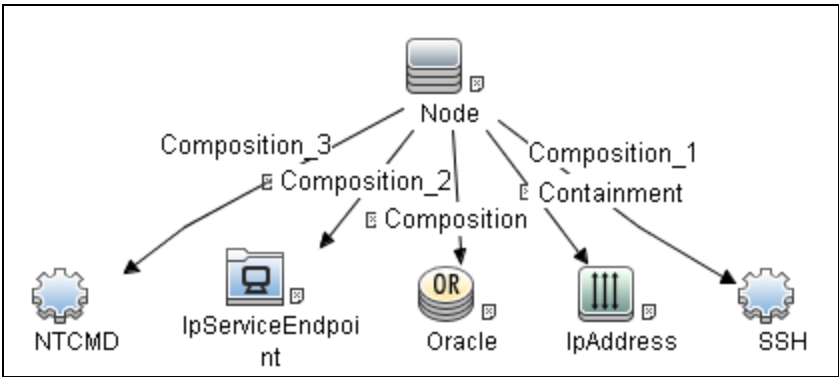 Node
Composition_3
Composition_1
Composition_2
Containment
Composition
OR
NTCMD
IpServiceEndpoi
nt
Oracle
IpAddress
SSH